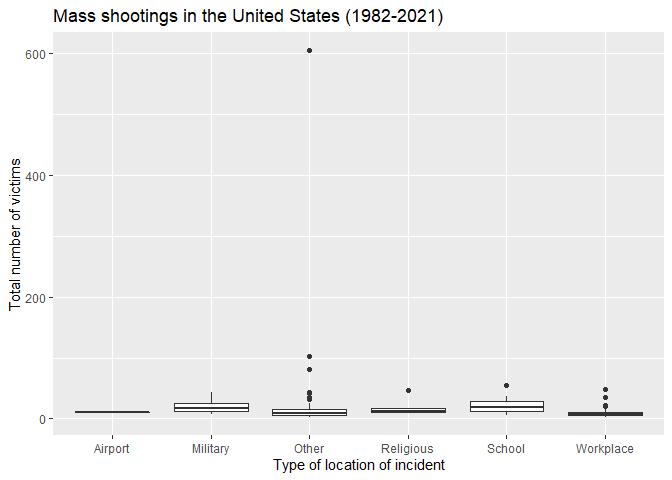 Mass shootings in the United States (1982-2021)
Total number of victims
600
400
200
0
Airport Military Other Religious School Workplace
Type of location of incident